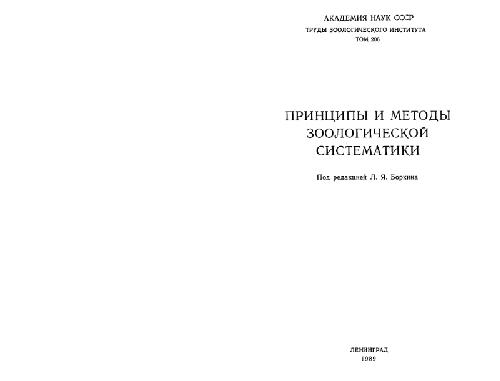 АКАДЕМИЯ НАУК СССР
ТРУДЫ ЗООЛОГИЧЕСКОГО ИНСТИТУТА
ТОМ 206
ПРИНЦИПЫ И МЕТОДЫ
ЗООЛОГИЧЕСКОЙ
СИСТЕМАТИКИ
Под редакцией Л. Я. Боркина
ЛЕНИНГРАД
1989